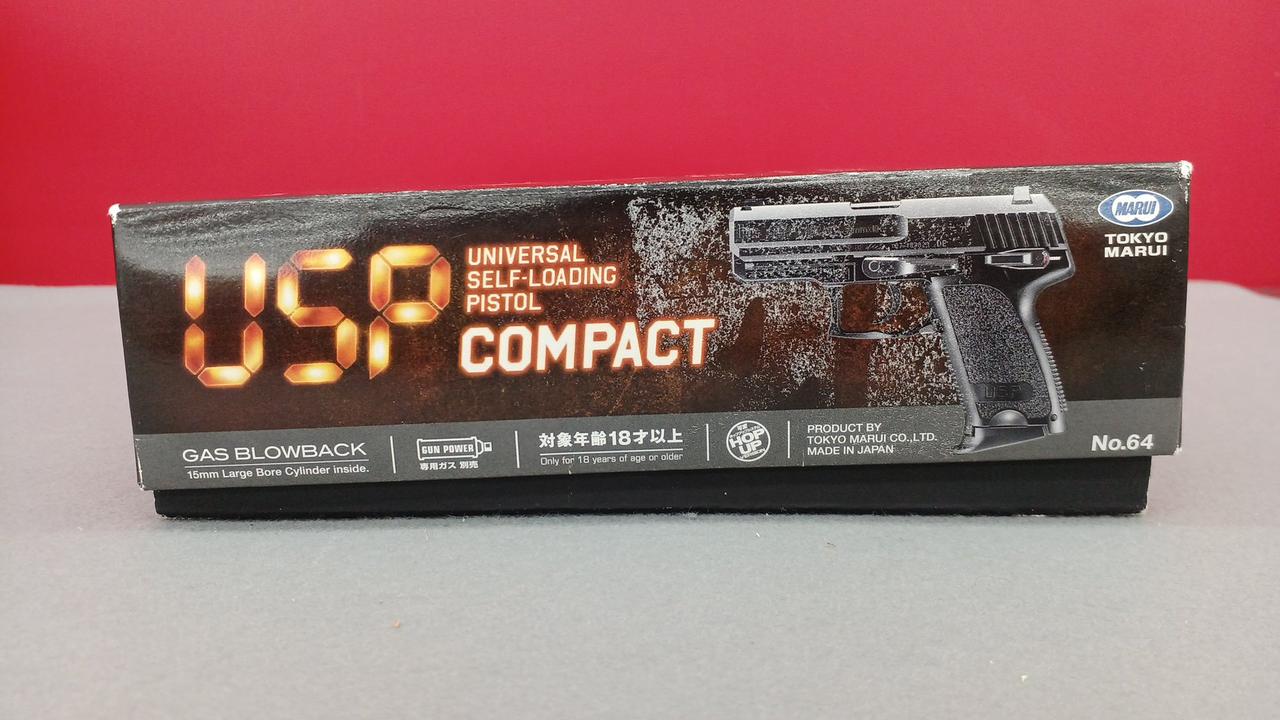 USP
UNIVERSAL
SELF-LOADING
PISTOL
COMPACT
MARUI
TOKYO
MARUI
USP
GAS BLOWBACK
15mm Large Bore Cylinder inside.
GUN POWER
専用ガス 別売
対象年齢18才以上
Only for 18 years of age or older
HOP
UP
PRODUCT BY
TOKYO MARUI CO.,LTD.
MADE IN JAPAN
No.64